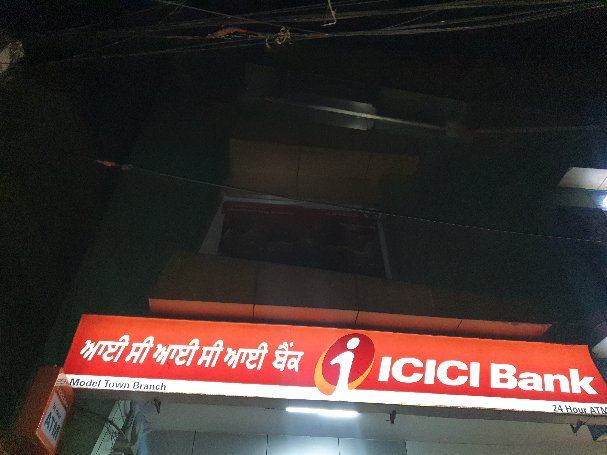 ਆਈ ਸੀ ਆਈ ਸੀ ਆਈ ਬੈਂਕ
i ICICI Bank
Model Town Branch
24 Hour ATM
ATM